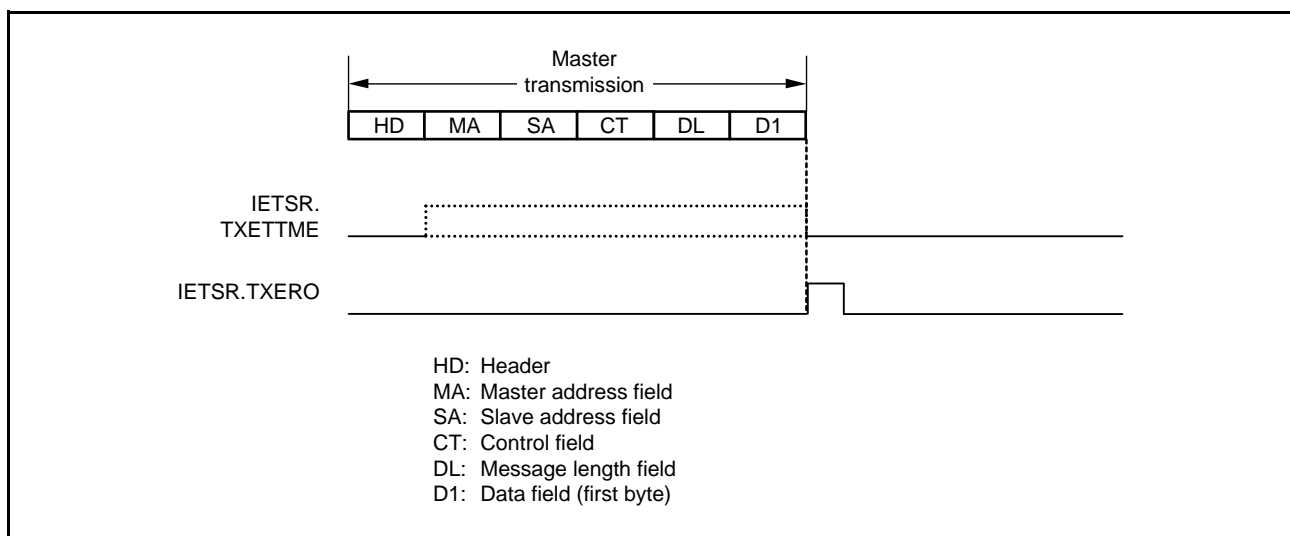 Master
transmission
HD MA SA CT DL D1
IETSR.
TXETTME
IETSR.TXERO
HD: Header
MA: Master address field
SA: Slave address field
CT: Control field
DL: Message length field
D1: Data field (first byte)